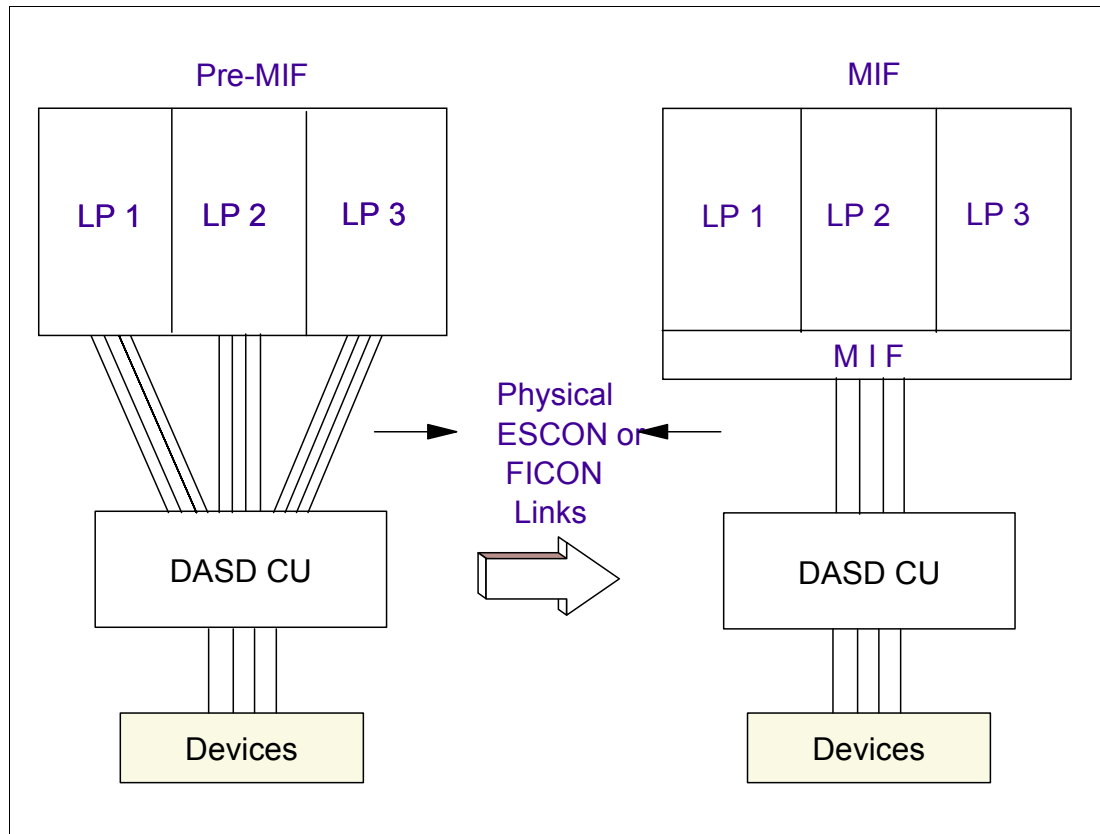 Pre-MIF
LP 1
LP 2
LP 3
DASD CU
Devices
Physical
ESCON or
FICON
Links
MIF
LP 1
LP 2
LP 3
M I F
DASD CU
Devices